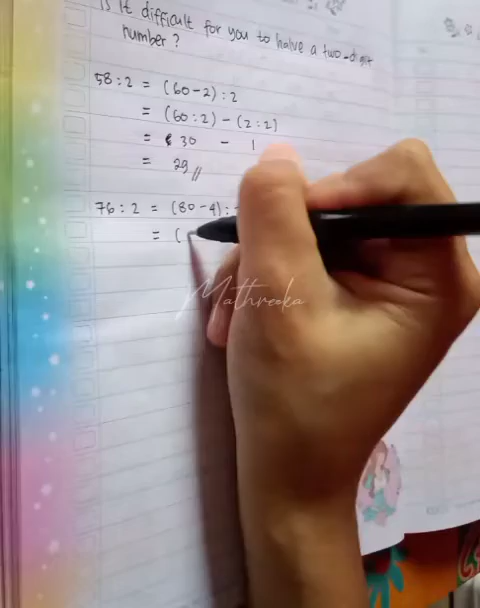 Is it difficult for you to halve a two-digit
number?
58 : 2 = (60 - 2) : 2
= (60 : 2) - (2 : 2)
= 30 - 1
= 29 //
76 : 2 = (80 - 4) :
= (
Mathreoka